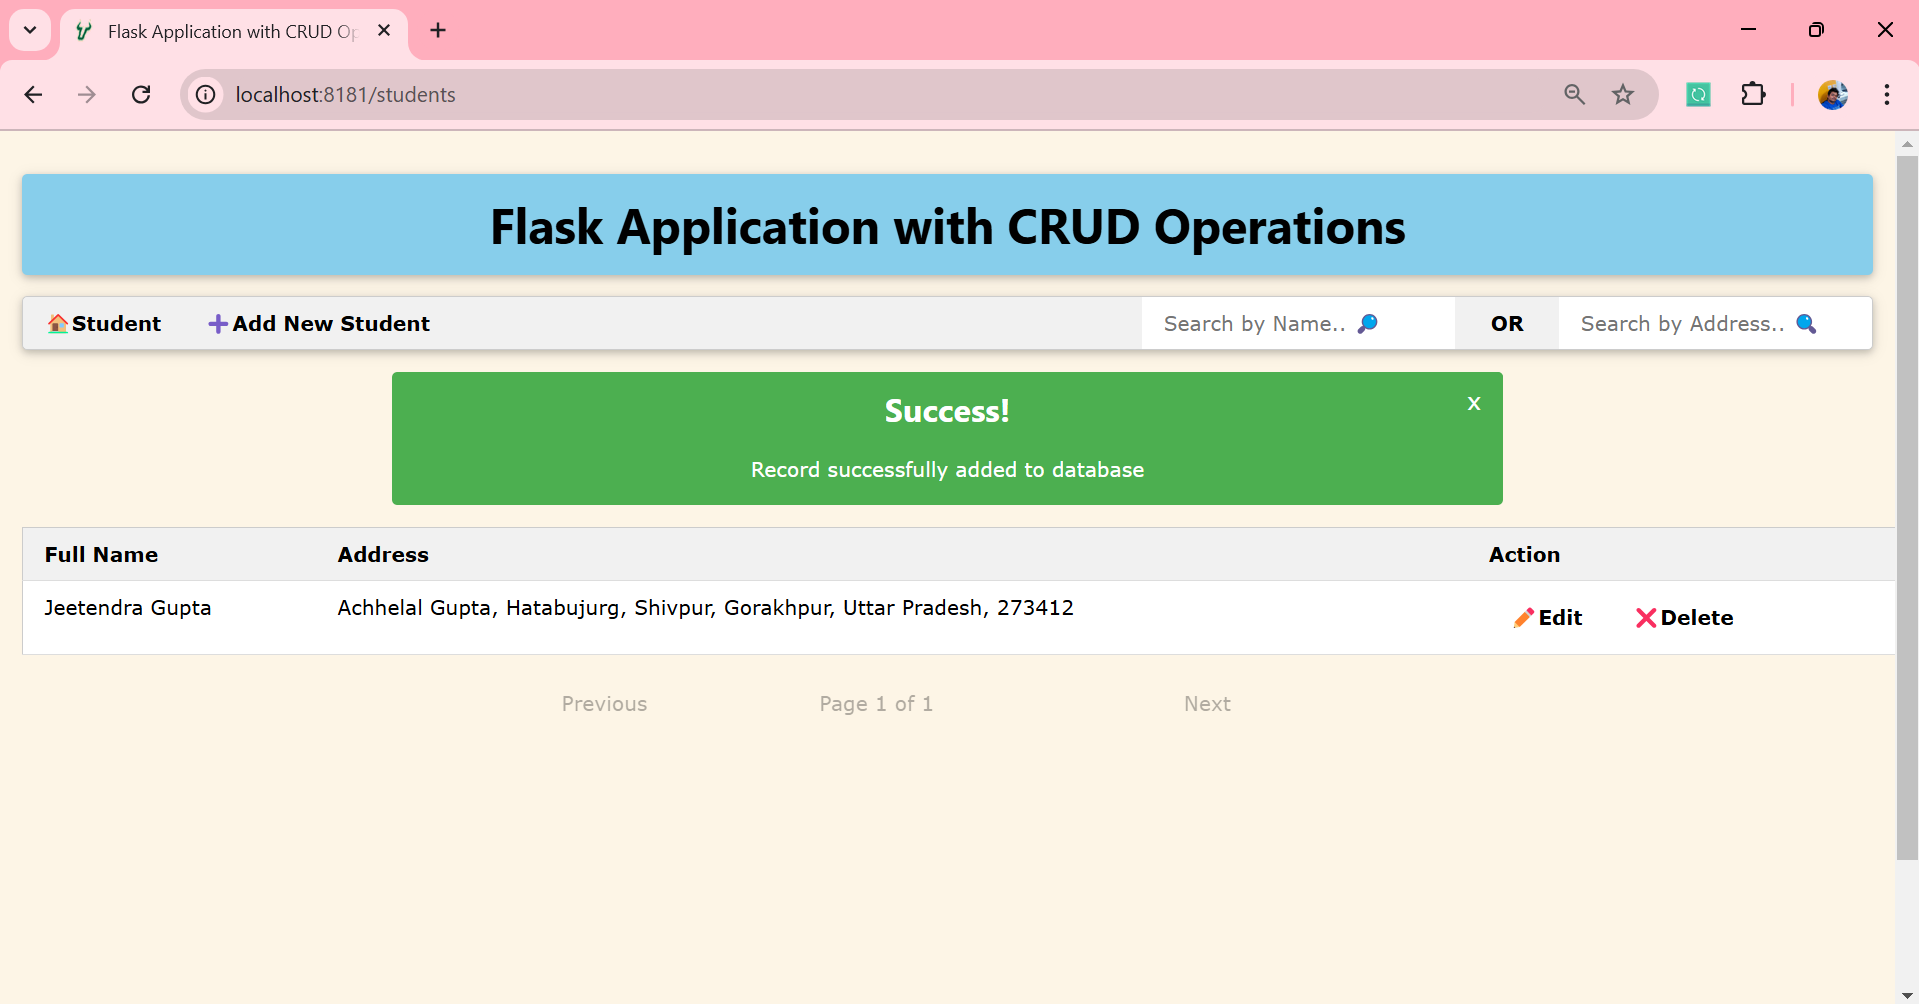 Flask Application with CRUD Op
localhost:8181/students
Flask Application with CRUD Operations
Student Add New Student Search by Name.. OR Search by Address..
Success! x
Record successfully added to database
Full Name Address Action
Jeetendra Gupta Achhelal Gupta, Hatabujurg, Shivpur, Gorakhpur, Uttar Pradesh, 273412 Edit Delete
Previous Page 1 of 1 Next